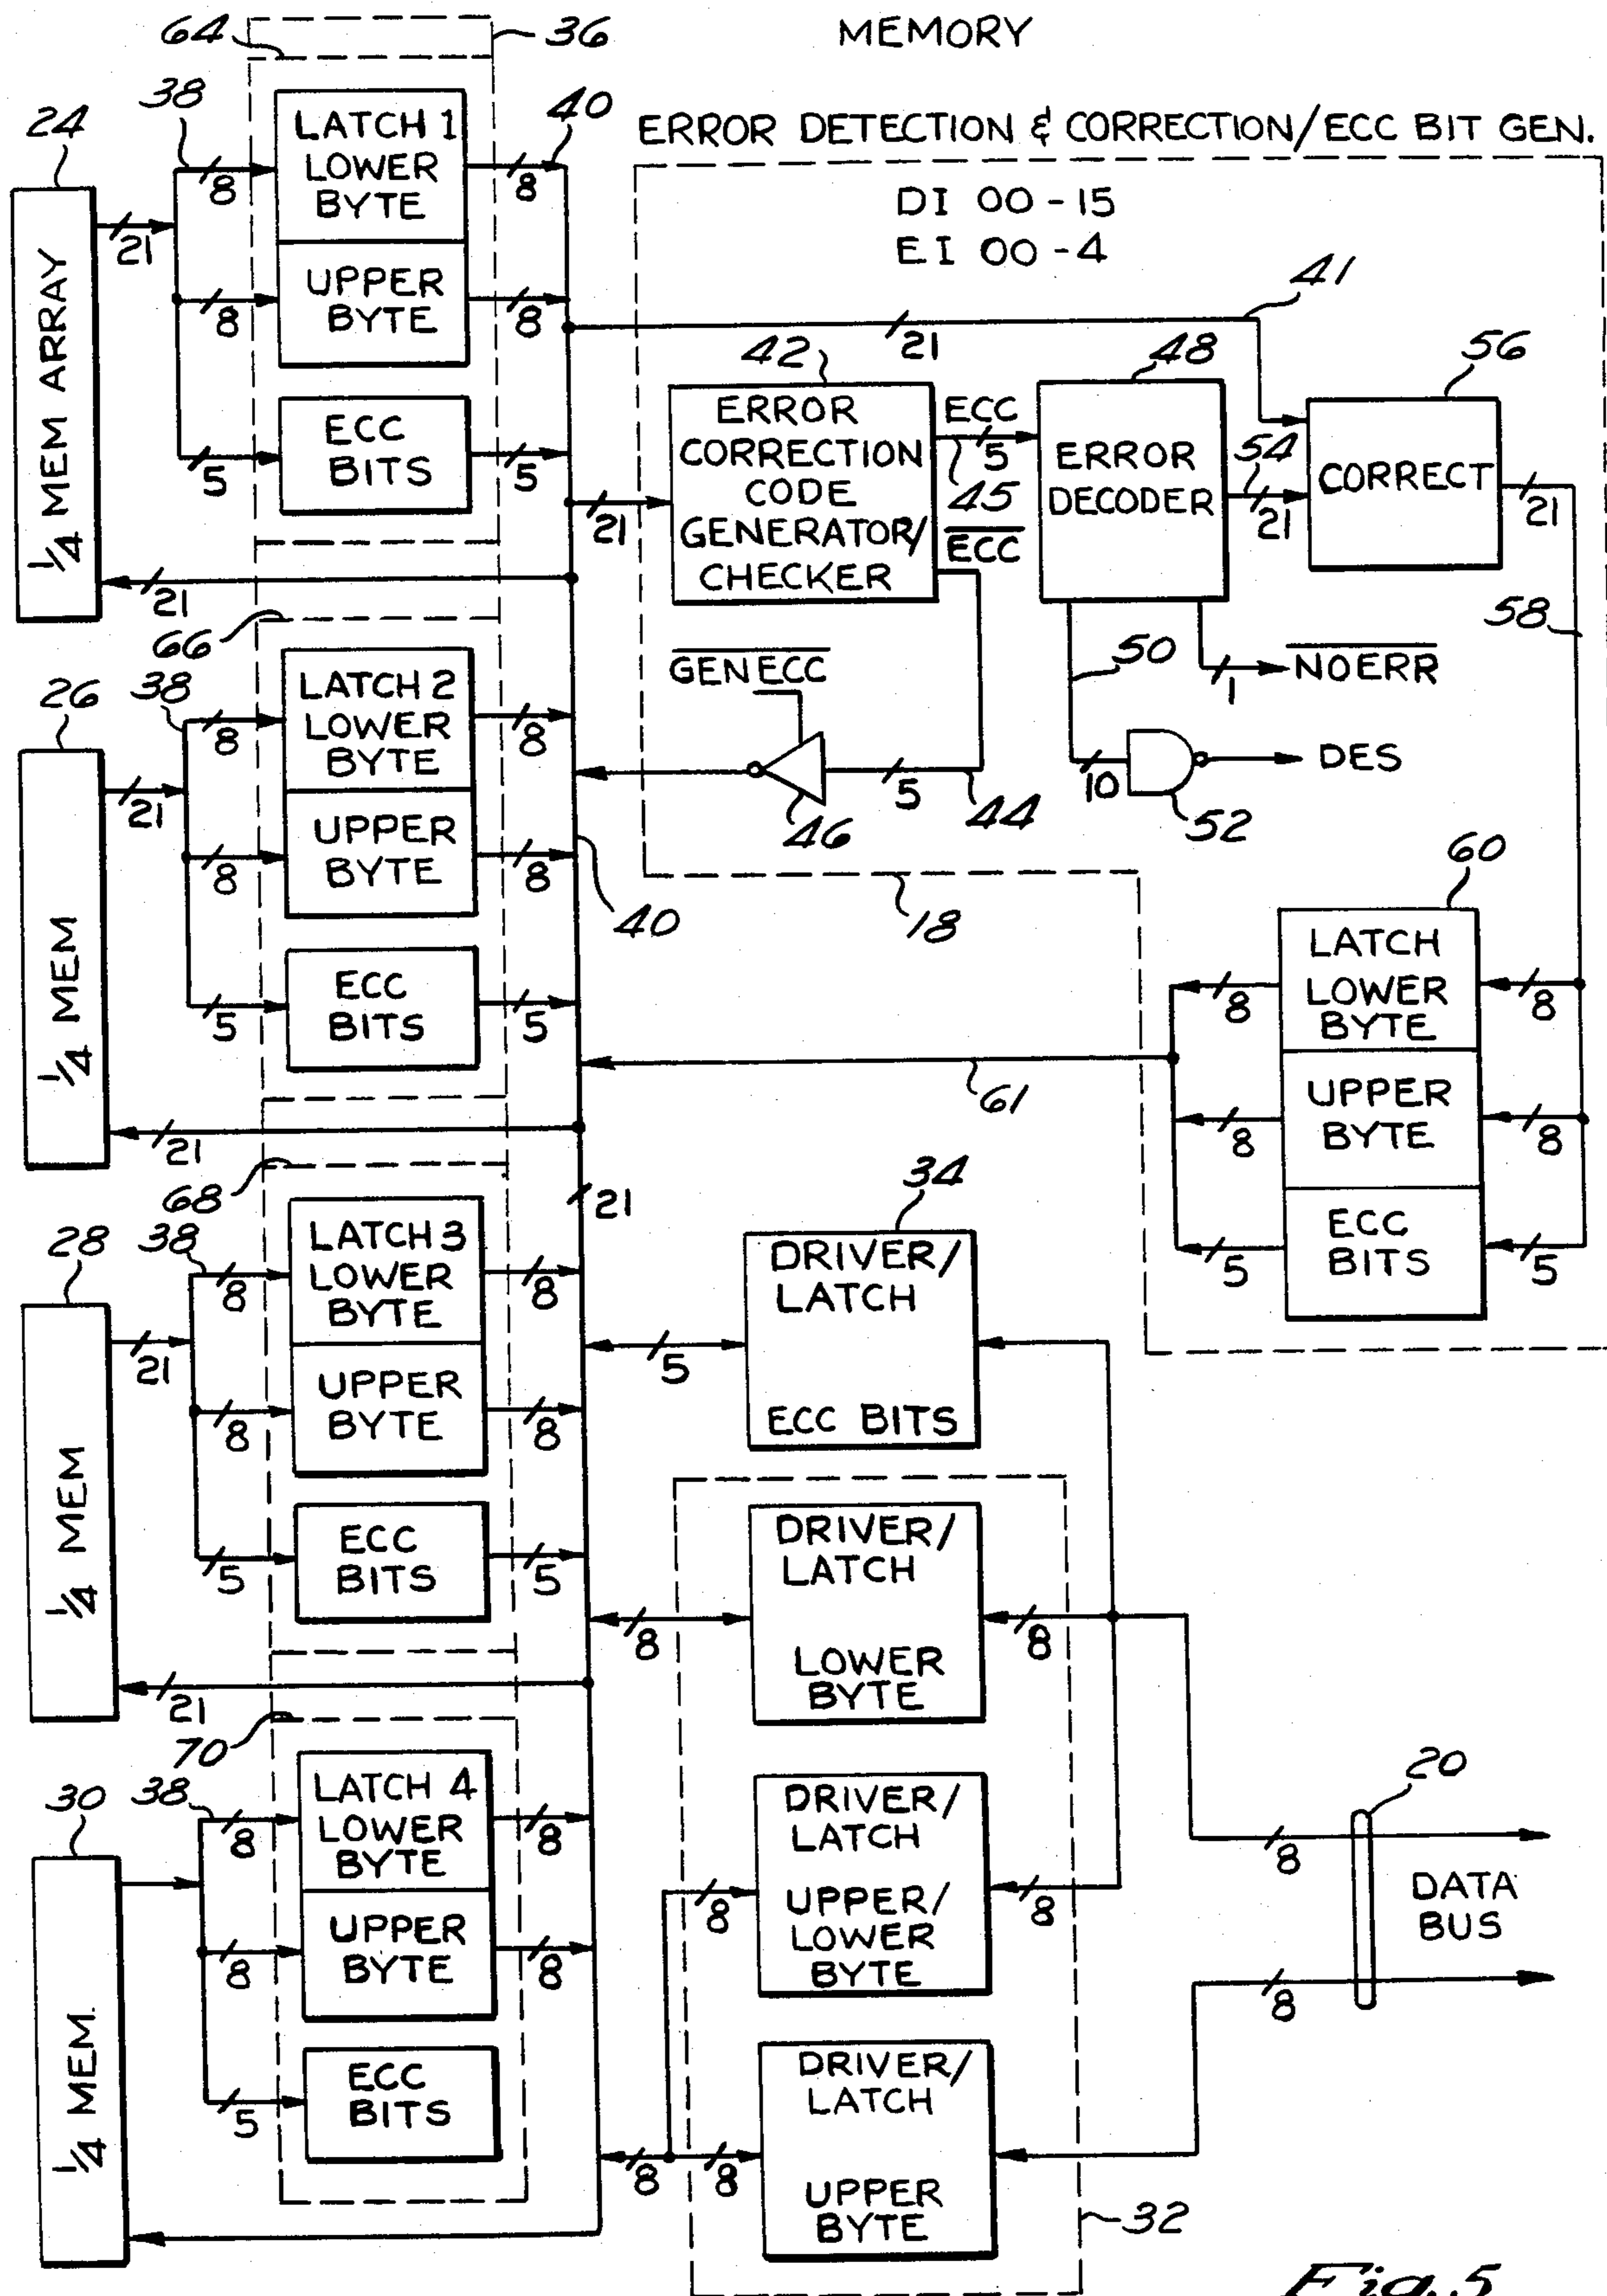 MEMORY
64
36
38
40
24
ERROR DETECTION & CORRECTION/ECC BIT GEN.
LATCH 1
LOWER
BYTE
8
8
21
DI 00-15
EI 00-4
1/4 MEM ARRAY
UPPER
BYTE
8
8
41
21
42
48
56
ECC
BITS
5
5
ERROR
CORRECTION
CODE
GENERATOR/
CHECKER
21
ECC
5
45
ECC
ERROR
DECODER
54
21
CORRECT
21
21
58
66
GENECC
50
1
NOERR
26
38
LATCH 2
LOWER
BYTE
8
8
21
46
5
44
10
52
DES
1/4 MEM
UPPER
BYTE
8
8
40
18
60
ECC
BITS
5
5
LATCH
LOWER
BYTE
8
8
61
UPPER
BYTE
8
8
21
68
21
34
ECC
BITS
5
5
28
38
LATCH 3
LOWER
BYTE
8
8
21
DRIVER/
LATCH
ECC BITS
5
1/4 MEM
UPPER
BYTE
8
8
ECC
BITS
5
5
DRIVER/
LATCH
LOWER
BYTE
8
8
21
70
30
38
LATCH 4
LOWER
BYTE
8
8
DRIVER/
LATCH
UPPER/
LOWER
BYTE
8
8
20
8
DATA
BUS
8
1/4 MEM.
UPPER
BYTE
8
8
ECC
BITS
5
DRIVER/
LATCH
UPPER
BYTE
8
8
32
Fig. 5